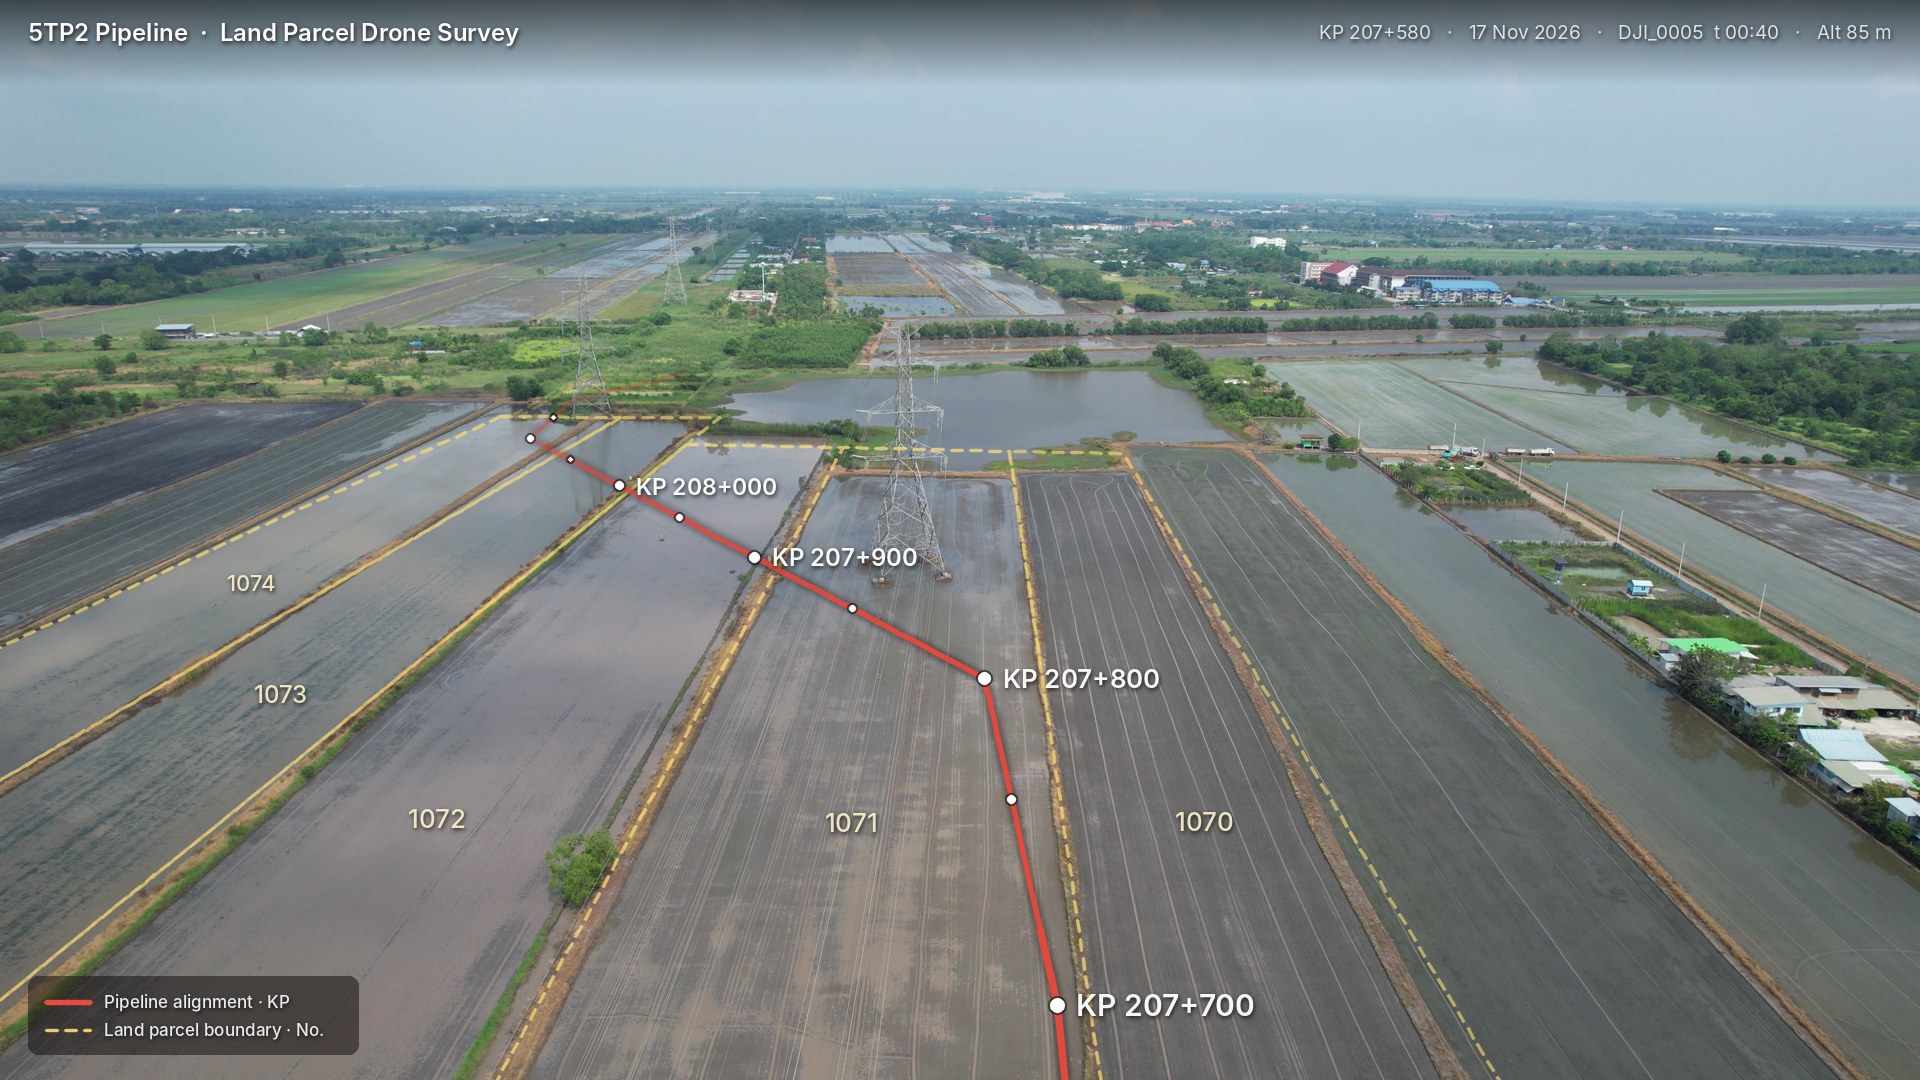 5TP2 Pipeline · Land Parcel Drone Survey
KP 207+580 · 17 Nov 2026 · DJI_0005 t 00:40 · Alt 85 m
KP 208+000
KP 207+900
1074
KP 207+800
1073
1072
1071
1070
KP 207+700
Pipeline alignment · KP
Land parcel boundary · No.